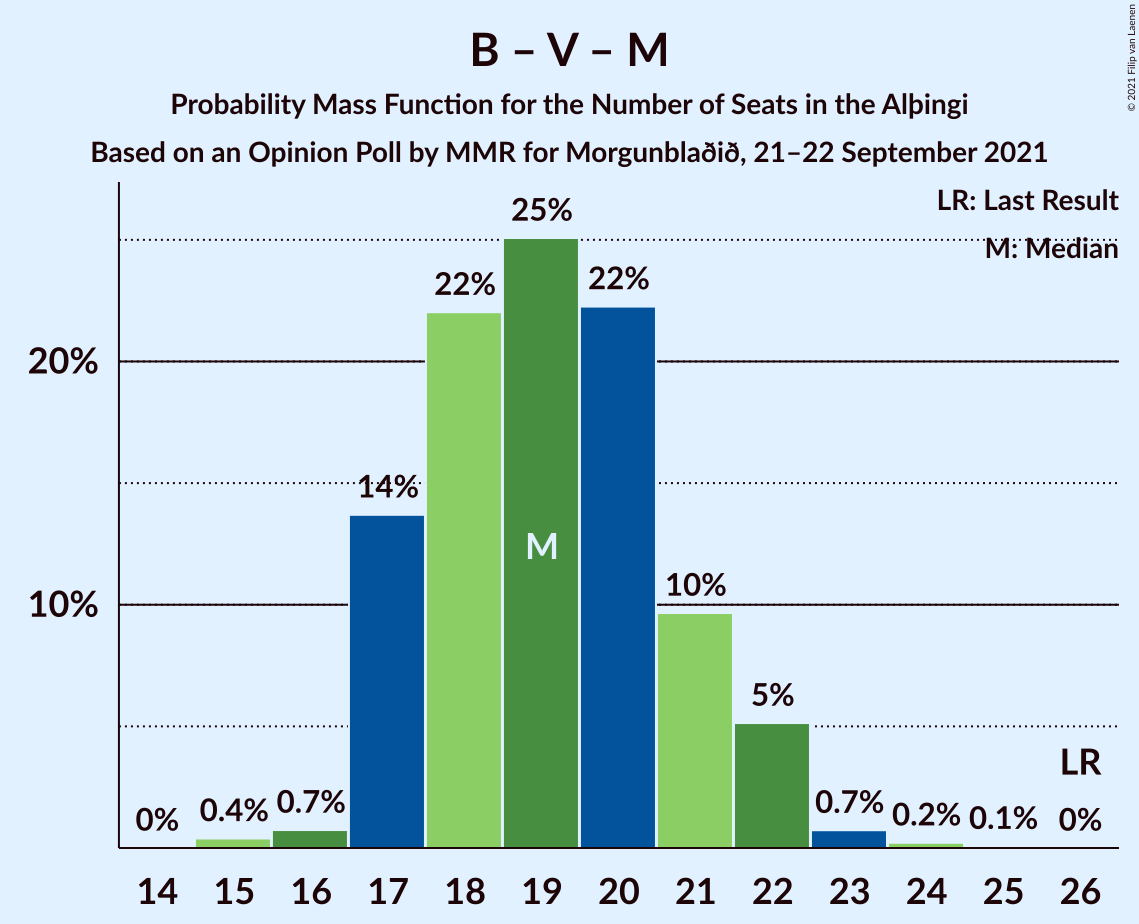 B – V – M
Probability Mass Function for the Number of Seats in the Alþingi
Based on an Opinion Poll by MMR for Morgunblaðið, 21–22 September 2021
© 2021 Filip van Laenen
LR: Last Result
M: Median
20%
10%
0%
0.4%
0.7%
14%
22%
25%
22%
10%
5%
0.7%
0.2%
0.1%
0%
M
LR
14 15 16 17 18 19 20 21 22 23 24 25 26